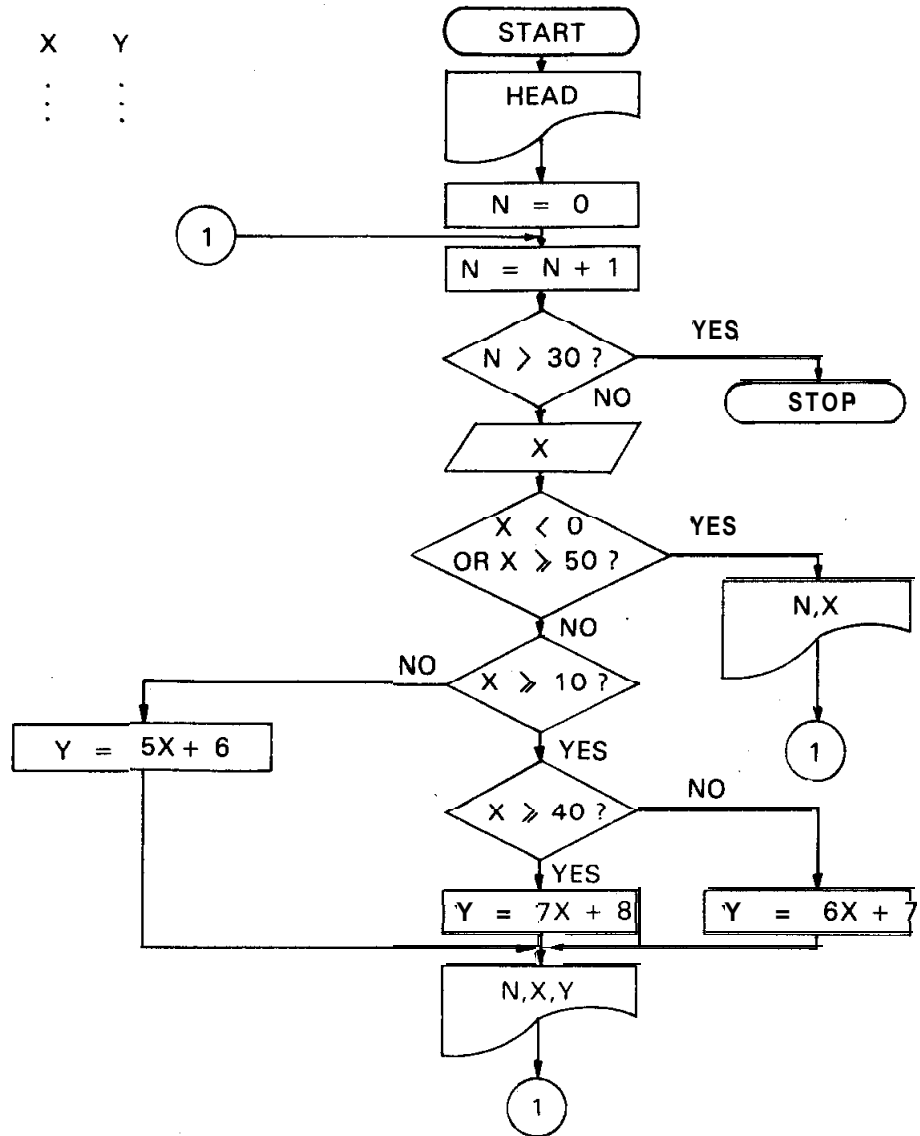 X Y
START
HEAD
N = 0
1
N = N + 1
N > 30 ?
YES
NO
STOP
X
X < 0
OR X ⩾ 50 ?
YES
NO
N,X
1
X ⩾ 10 ?
NO
YES
Y = 5X + 6
X ⩾ 40 ?
NO
YES
Y = 7X + 8
Y = 6X + 7
N,X,Y
1